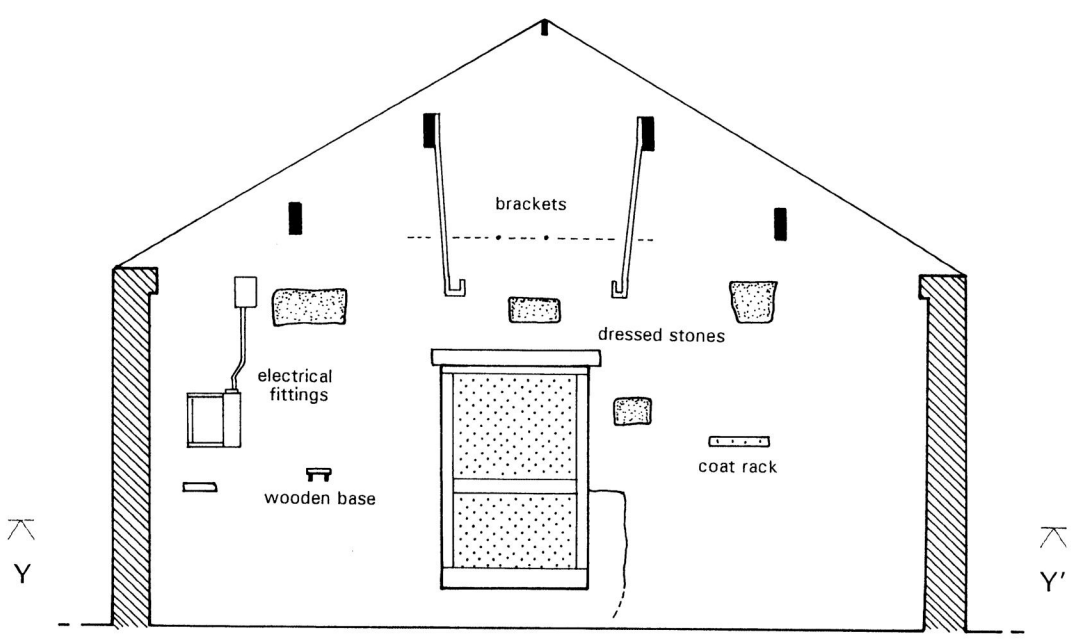 brackets
dressed stones
electrical
fittings
coat rack
wooden base
Y
Y'